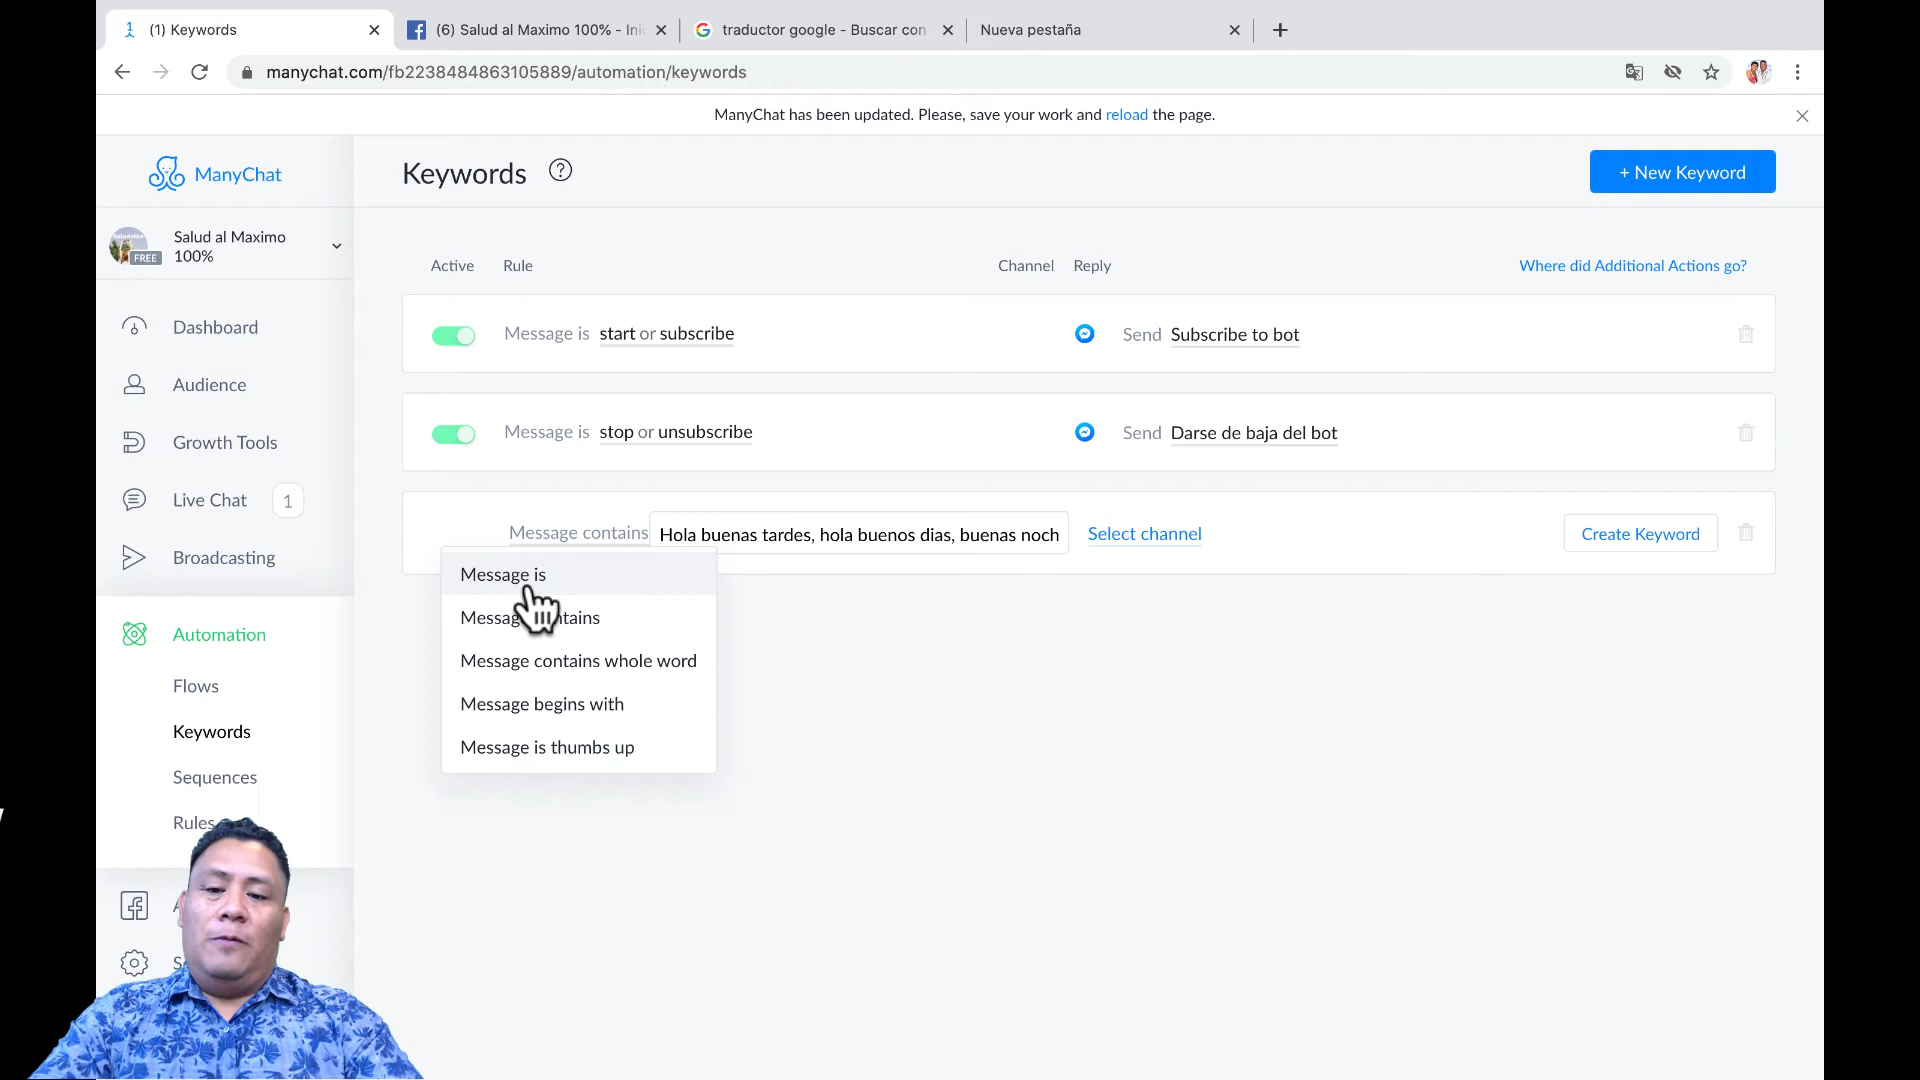 (1) Keywords
(6) Salud al Maximo 100% - Ini
traductor google - Buscar con
Nueva pestaña
manychat.com/fb2238484863105889/automation/keywords
ManyChat has been updated. Please, save your work and reload the page.
ManyChat
Keywords ?
+ New Keyword
FREE
Salud al Maximo
100%
Active Rule Channel Reply Where did Additional Actions go?
Message is start or subscribe Send Subscribe to bot
Message is stop or unsubscribe Send Darse de baja del bot
Message contains Hola buenas tardes, hola buenos dias, buenas noch Select channel Create Keyword
Message is
Message contains whole word
Message begins with
Message is thumbs up
Dashboard
Audience
Growth Tools
Live Chat 1
Broadcasting
Automation
Flows
Keywords
Sequences
Rules